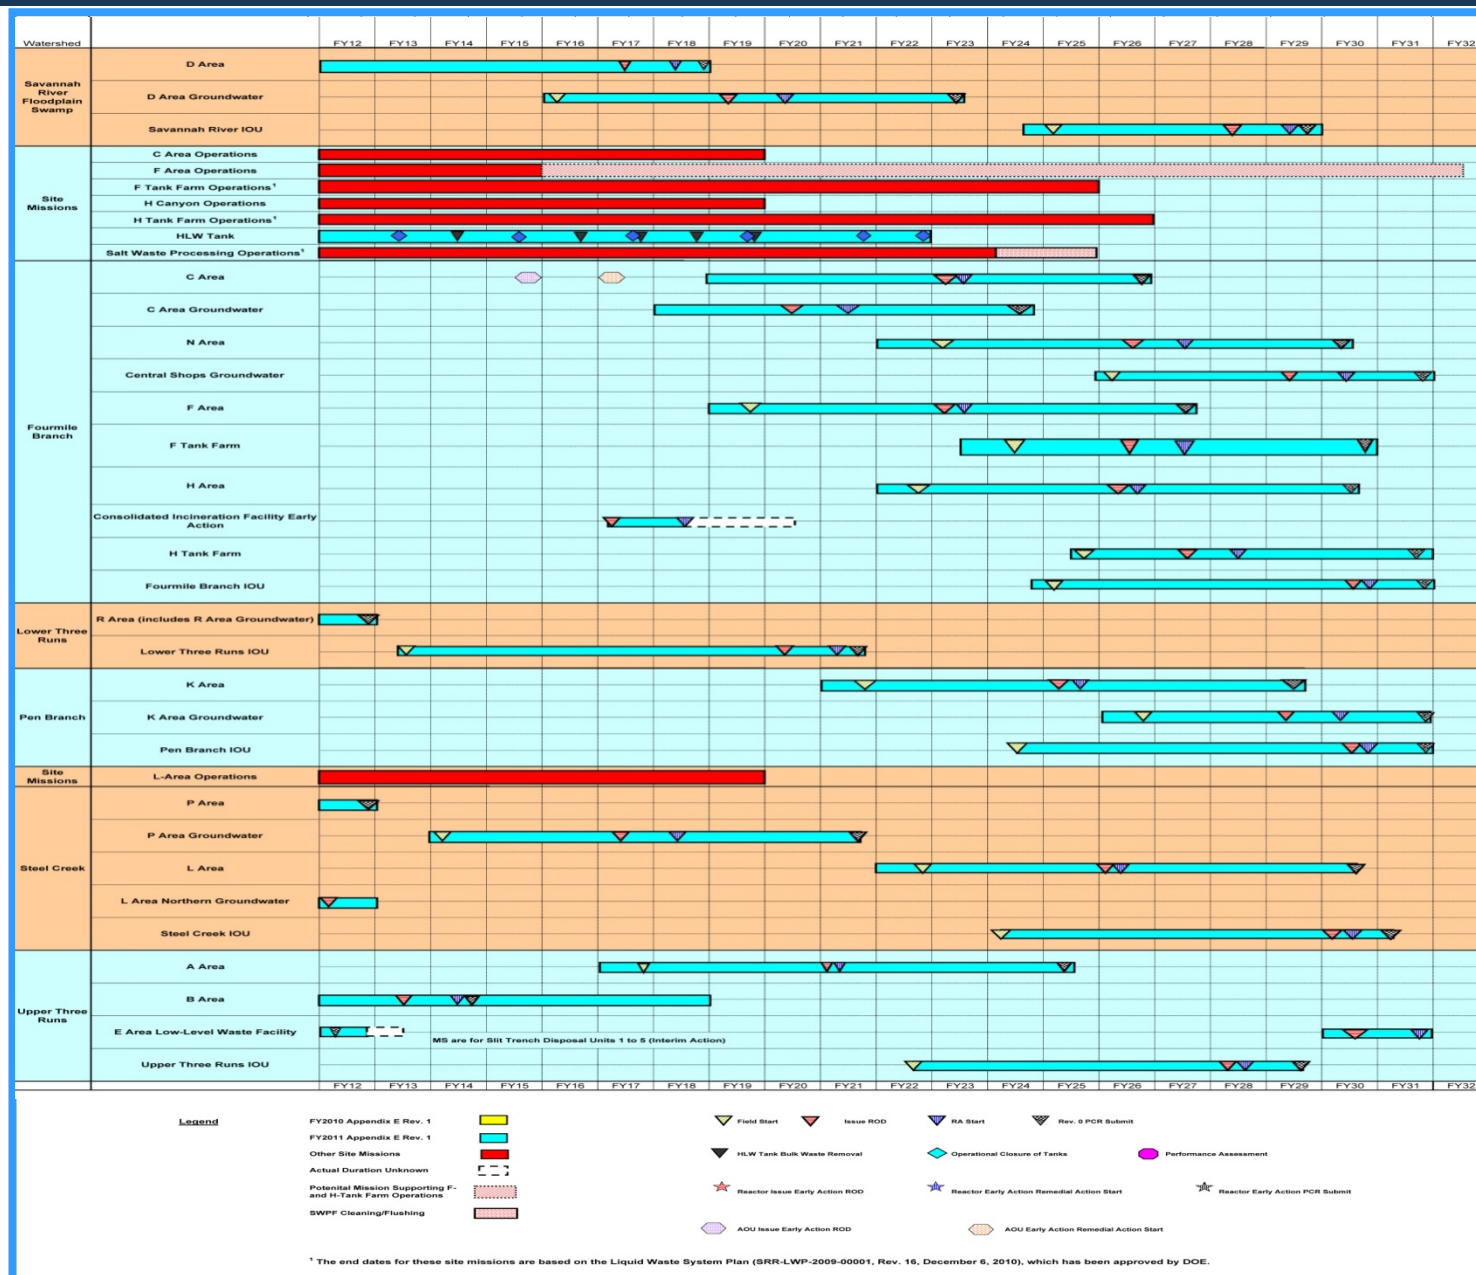 Watershed FY12 FY13 FY14 FY15 FY16 FY17 FY18 FY19 FY20 FY21 FY22 FY23 FY24 FY25 FY26 FY27 FY28 FY29 FY30 FY31 FY32
Savannah
River
Floodplain
Swamp
D Area
D Area Groundwater
Savannah River IOU
Site
Missions
C Area Operations
F Area Operations
F Tank Farm Operations¹
H Canyon Operations
H Tank Farm Operations¹
HLW Tank
Salt Waste Processing Operations¹
Fourmile
Branch
C Area
C Area Groundwater
N Area
Central Shops Groundwater
F Area
F Tank Farm
H Area
Consolidated Incineration Facility Early
Action
H Tank Farm
Fourmile Branch IOU
Lower Three
Runs
R Area (includes R Area Groundwater)
Lower Three Runs IOU
Pen Branch
K Area
K Area Groundwater
Pen Branch IOU
Site
Missions
L-Area Operations
Steel Creek
P Area
P Area Groundwater
L Area
L Area Northern Groundwater
Steel Creek IOU
Upper Three
Runs
A Area
B Area
E Area Low-Level Waste Facility
MS are for Slit Trench Disposal Units 1 to 5 (Interim Action)
Upper Three Runs IOU
FY12 FY13 FY14 FY15 FY16 FY17 FY18 FY19 FY20 FY21 FY22 FY23 FY24 FY25 FY26 FY27 FY28 FY29 FY30 FY31 FY32
Legend
FY2010 Appendix E Rev. 1
FY2011 Appendix E Rev. 1
Other Site Missions
Actual Duration Unknown
Potenital Mission Supporting F-
and H-Tank Farm Operations
SWPF Cleaning/Flushing
Field Start Issue ROD RA Start Rev. 0 PCR Submit
HLW Tank Bulk Waste Removal Operational Closure of Tanks Performance Assessment
Reactor Issue Early Action ROD Reactor Early Action Remedial Action Start Reactor Early Action PCR Submit
AOU Issue Early Action ROD AOU Early Action Remedial Action Start
¹ The end dates for these site missions are based on the Liquid Waste System Plan (SRR-LWP-2009-00001, Rev. 16, December 6, 2010), which has been approved by DOE.